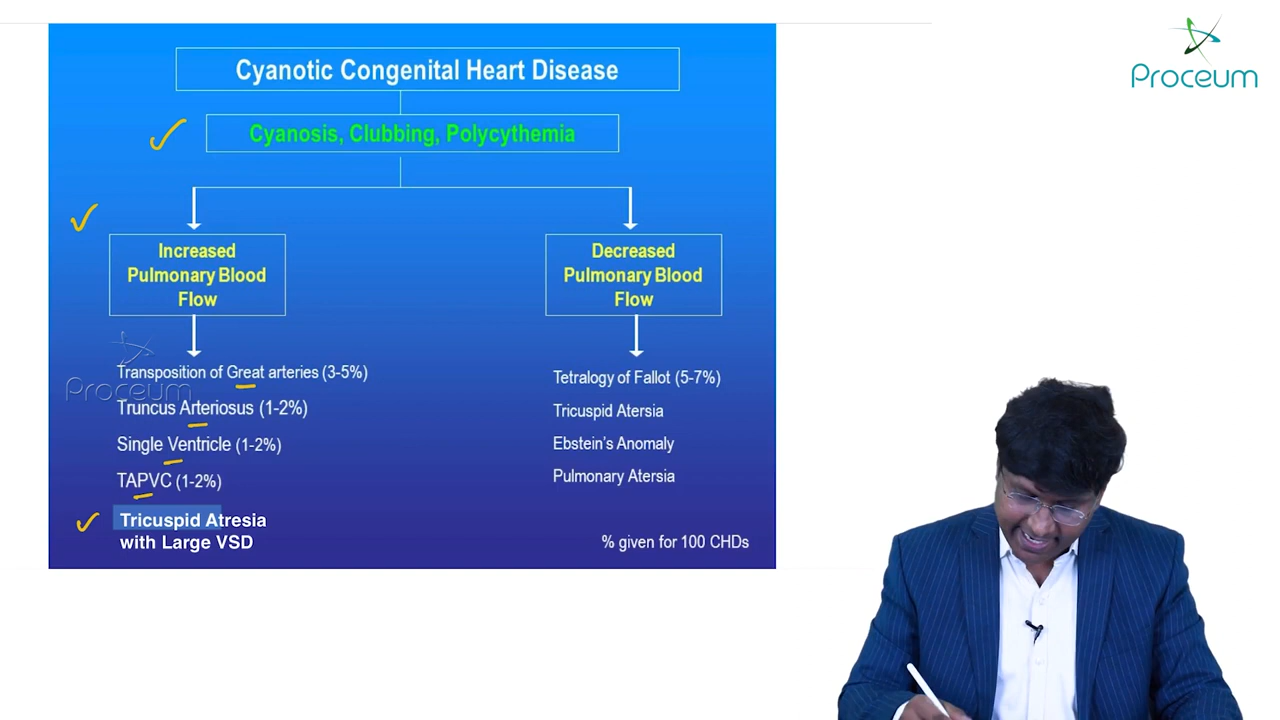 Proceum
Cyanotic Congenital Heart Disease
Cyanosis, Clubbing, Polycythemia
Increased
Pulmonary Blood
Flow
Decreased
Pulmonary Blood
Flow
Transposition of Great arteries (3-5%)
Truncus Arteriosus (1-2%)
Single Ventricle (1-2%)
TAPVC (1-2%)
Tricuspid Atresia
with Large VSD
Tetralogy of Fallot (5-7%)
Tricuspid Atersia
Ebstein's Anomaly
Pulmonary Atersia
% given for 100 CHDs
Proceum